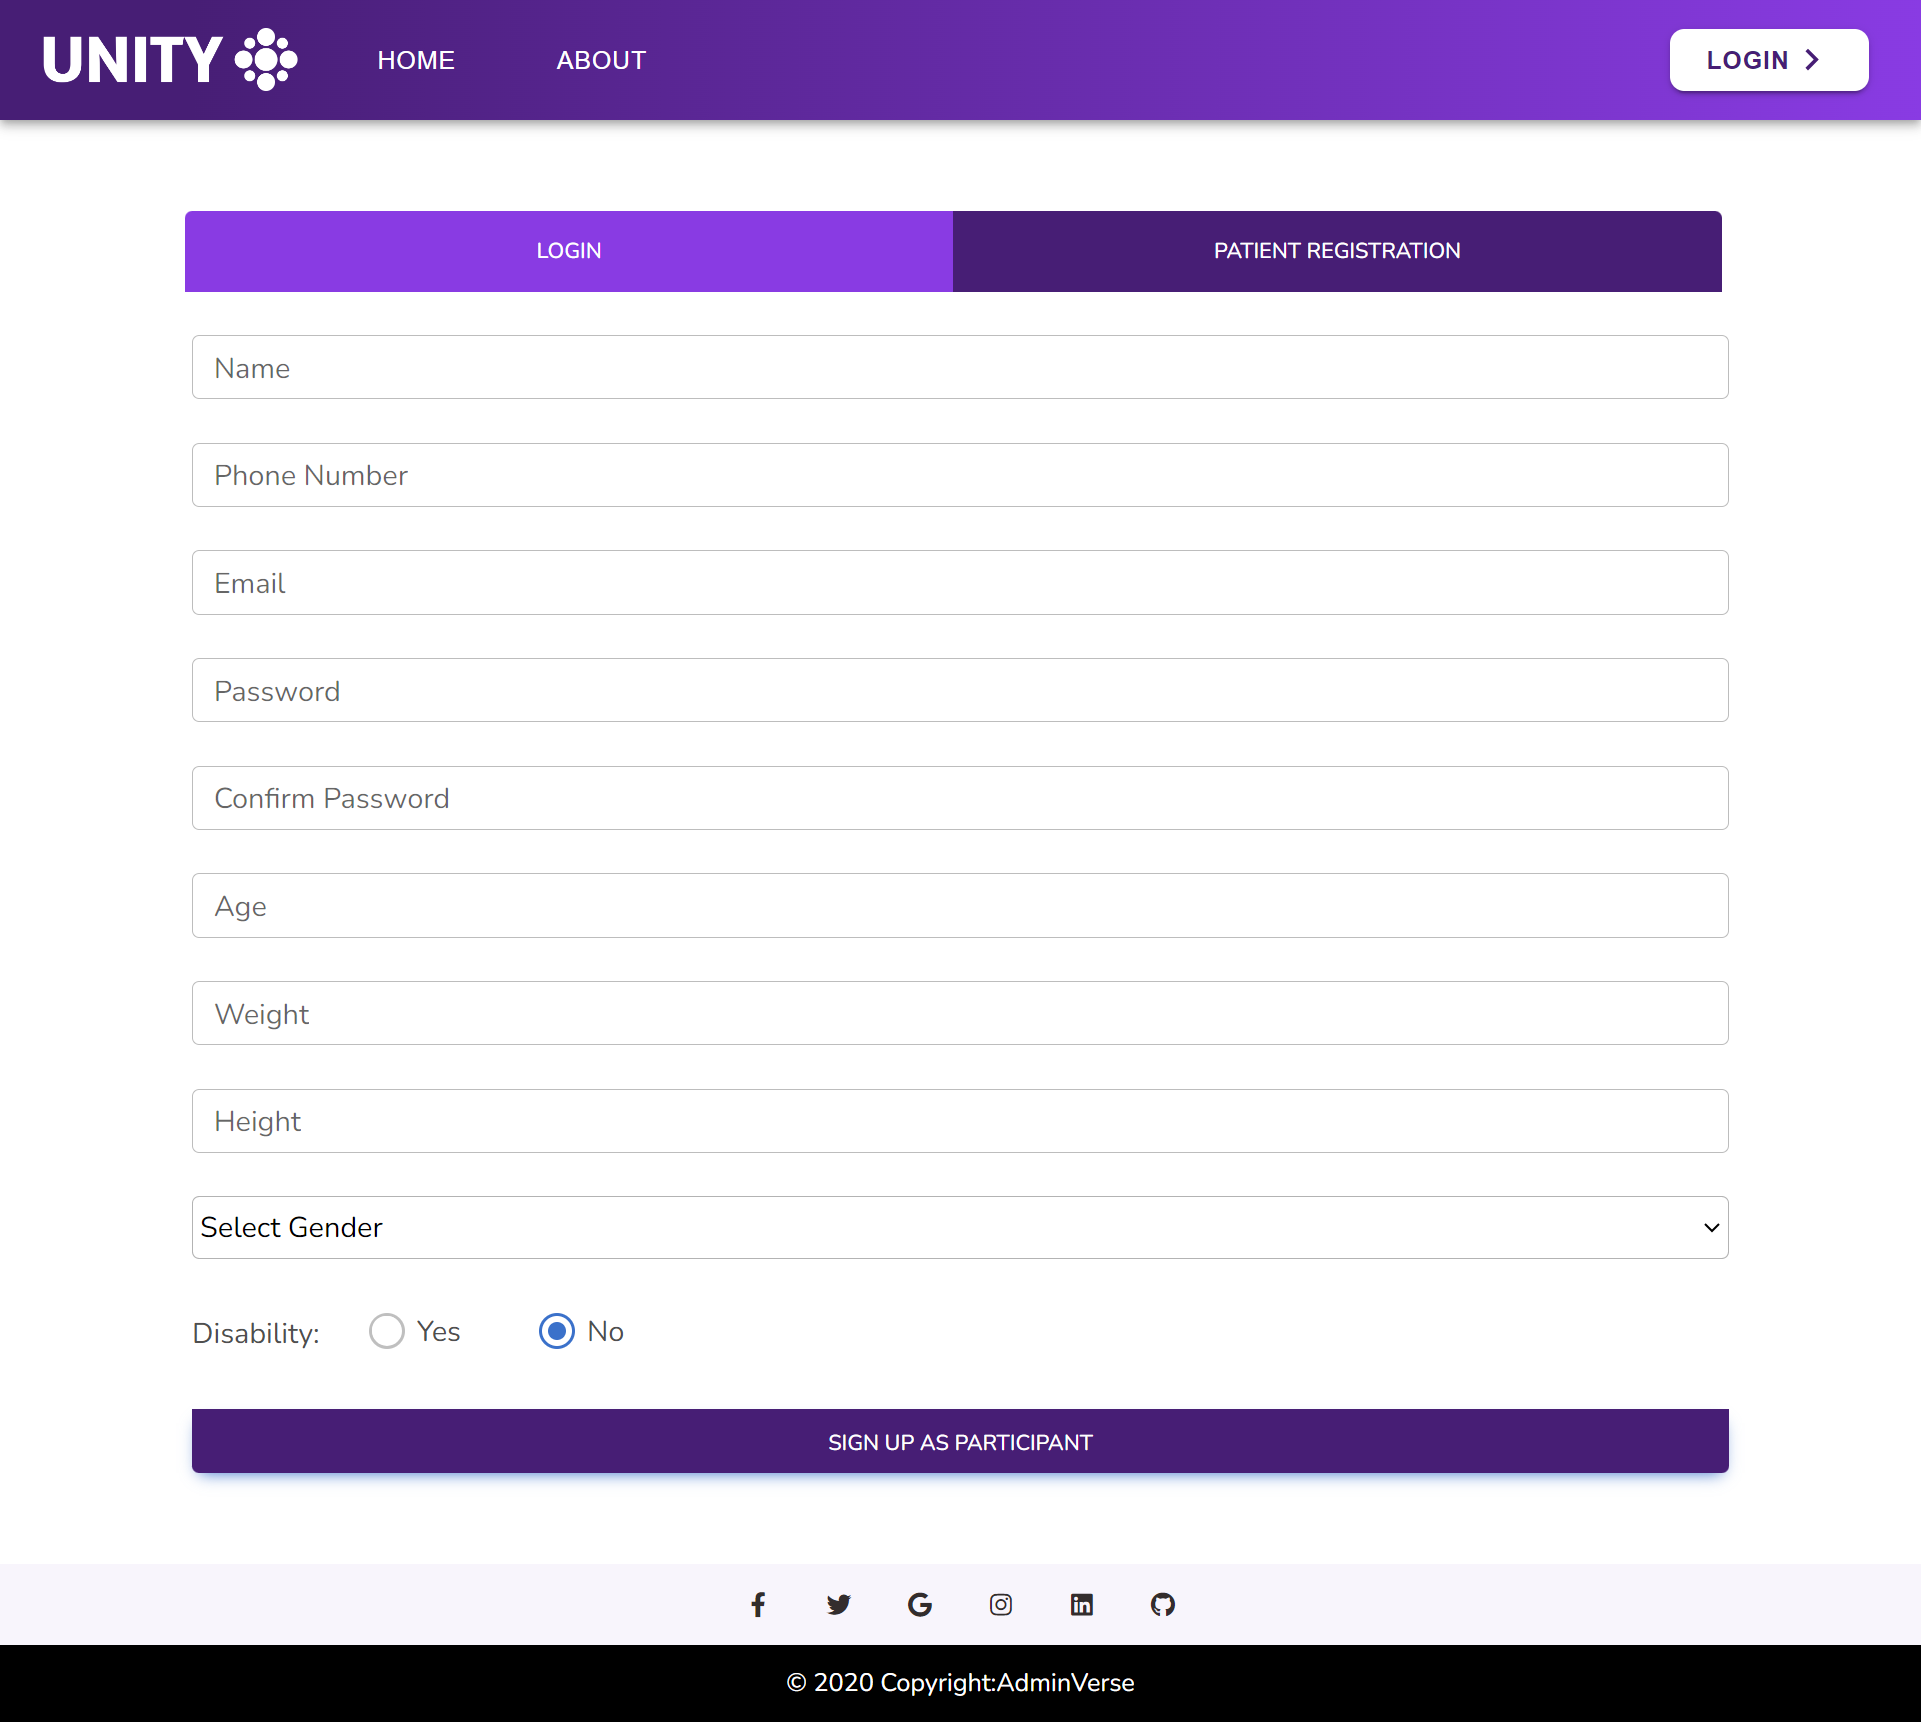 UNITY HOME ABOUT LOGIN
LOGIN PATIENT REGISTRATION
Name
Phone Number
Email
Password
Confirm Password
Age
Weight
Height
Select Gender
Disability: Yes No
SIGN UP AS PARTICIPANT
© 2020 Copyright:AdminVerse